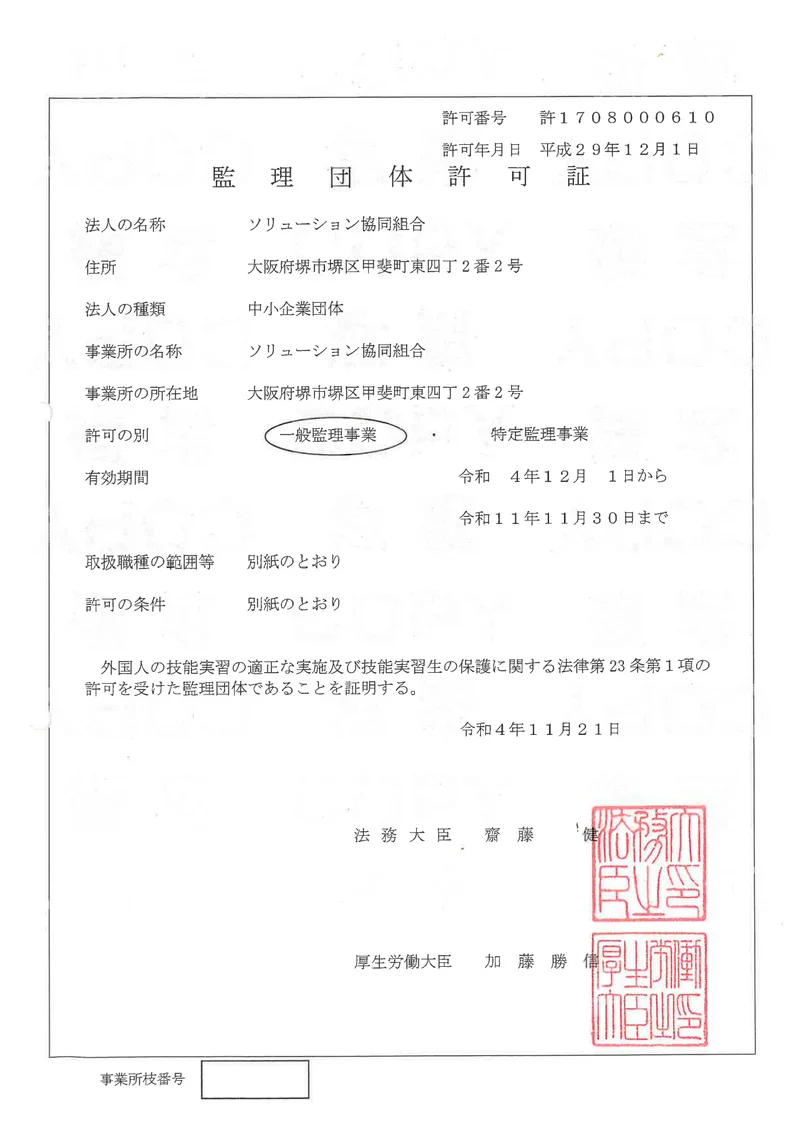 許可番号　許１７０８０００６１０
許可年月日　平成２９年１２月１日
監理団体許可証
法人の名称　ソリューション協同組合
住所　大阪府堺市堺区甲斐町東四丁２番２号
法人の種類　中小企業団体
事業所の名称　ソリューション協同組合
事業所の所在地　大阪府堺市堺区甲斐町東四丁２番２号
許可の別　一般監理事業　・　特定監理事業
有効期間　令和　４年１２月　１日から
令和１１年１１月３０日まで
取扱職種の範囲等　別紙のとおり
許可の条件　別紙のとおり
外国人の技能実習の適正な実施及び技能実習生の保護に関する法律第23条第１項の
許可を受けた監理団体であることを証明する。
令和４年１１月２１日
法務大臣　齋藤　健
法務大臣之印
厚生労働大臣　加藤勝信
厚生労働大臣之印
事業所枝番号